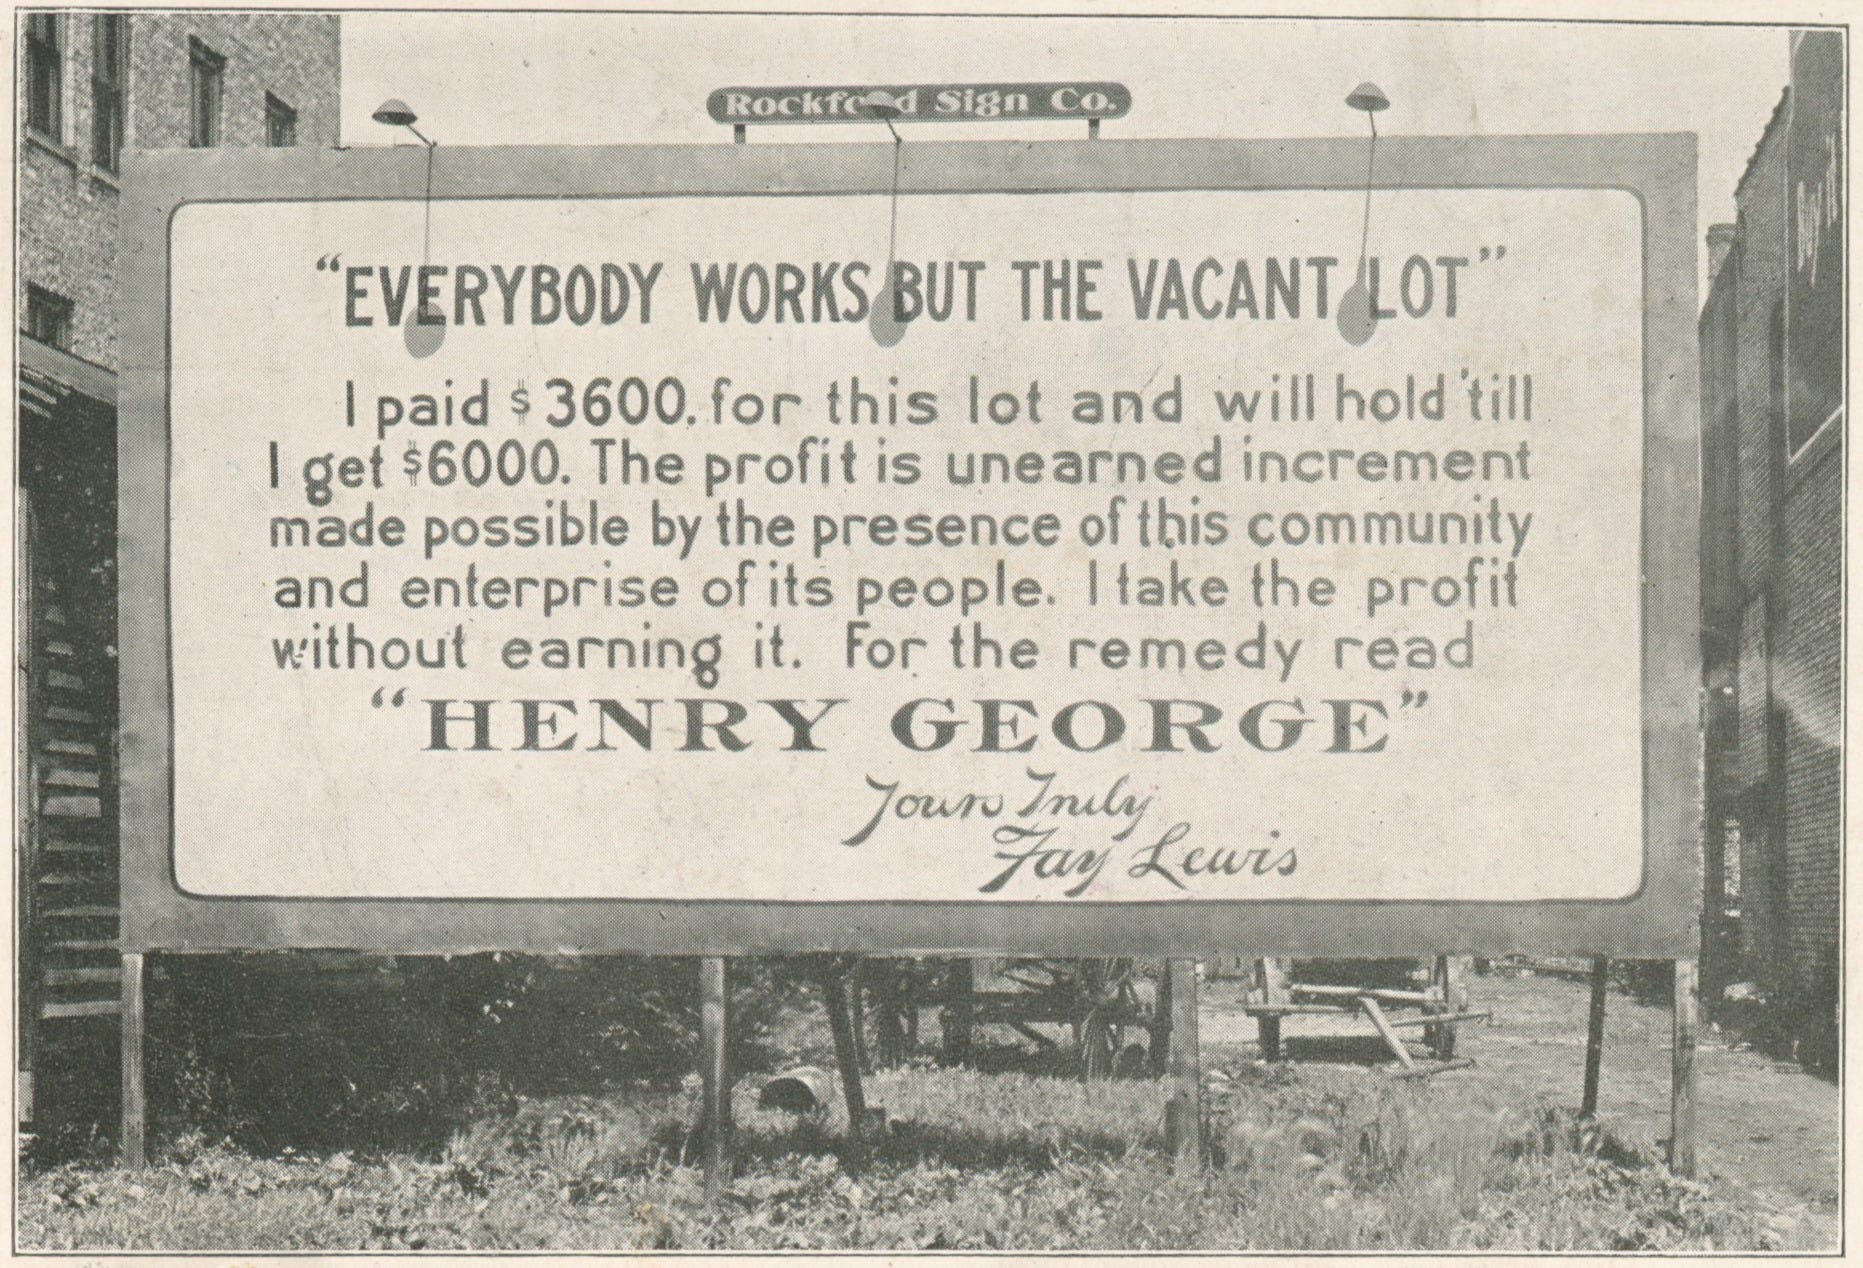 Rockford Sign Co.
"EVERYBODY WORKS BUT THE VACANT LOT"
I paid $3600. for this lot and will hold 'till
I get $6000. The profit is unearned increment
made possible by the presence of this community
and enterprise of its people. I take the profit
without earning it. For the remedy read
"HENRY GEORGE"
Yours Truly
Fay Lewis